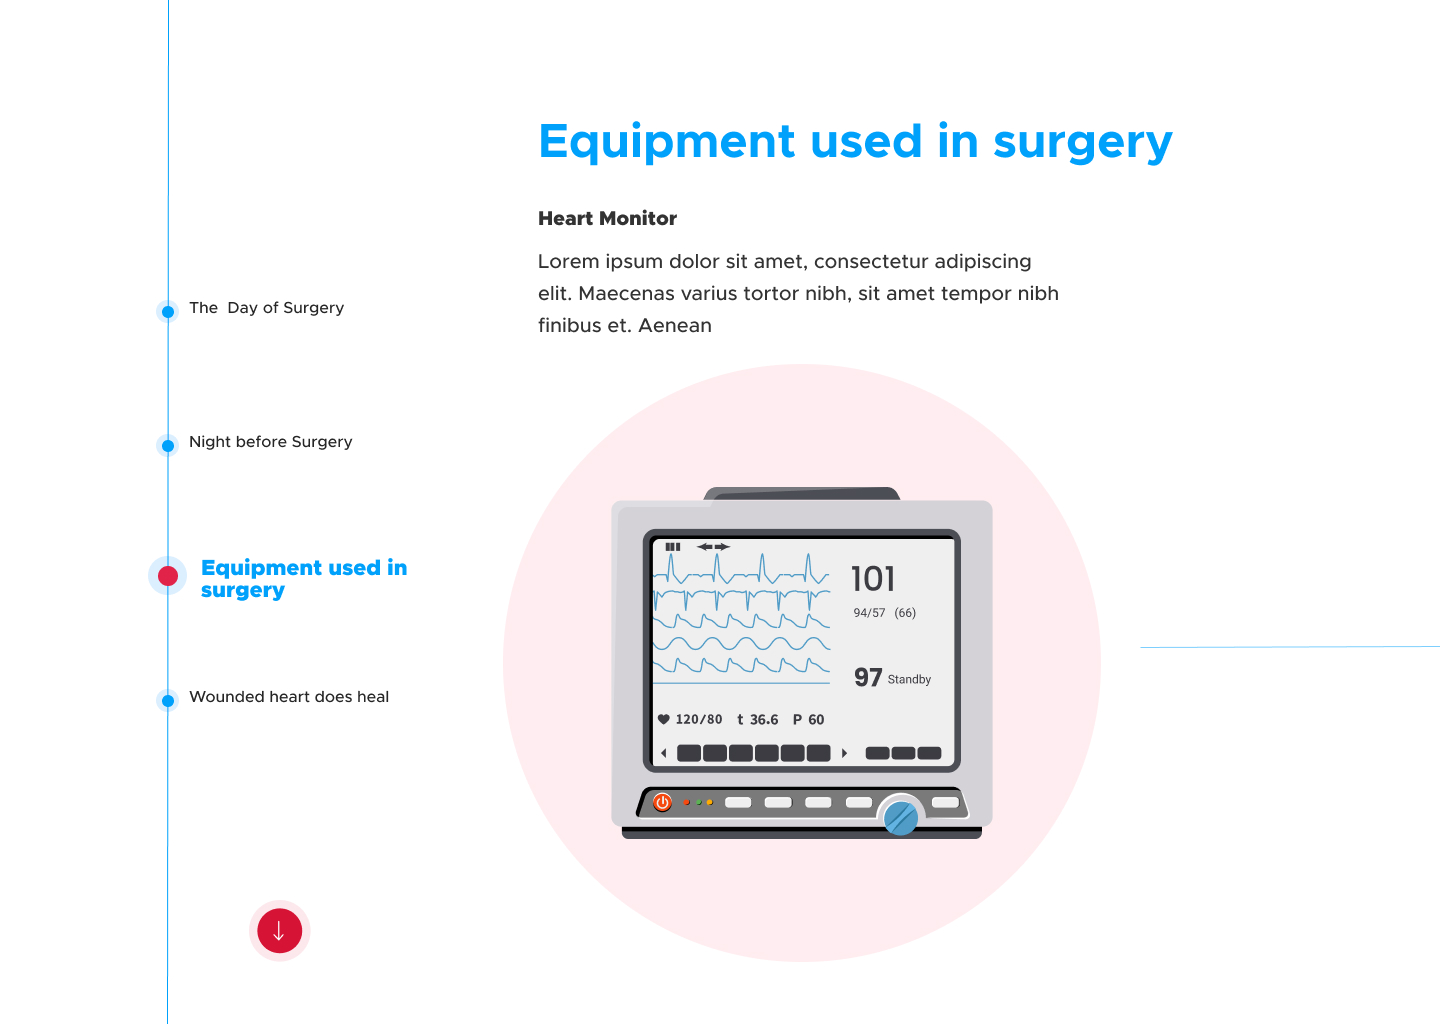 Equipment used in surgery
Heart Monitor
Lorem ipsum dolor sit amet, consectetur adipiscing
elit. Maecenas varius tortor nibh, sit amet tempor nibh
finibus et. Aenean
The  Day of Surgery
Night before Surgery
Equipment used in
surgery
Wounded heart does heal
101
94/57 (66)
97 Standby
120/80 t 36.6 P 60